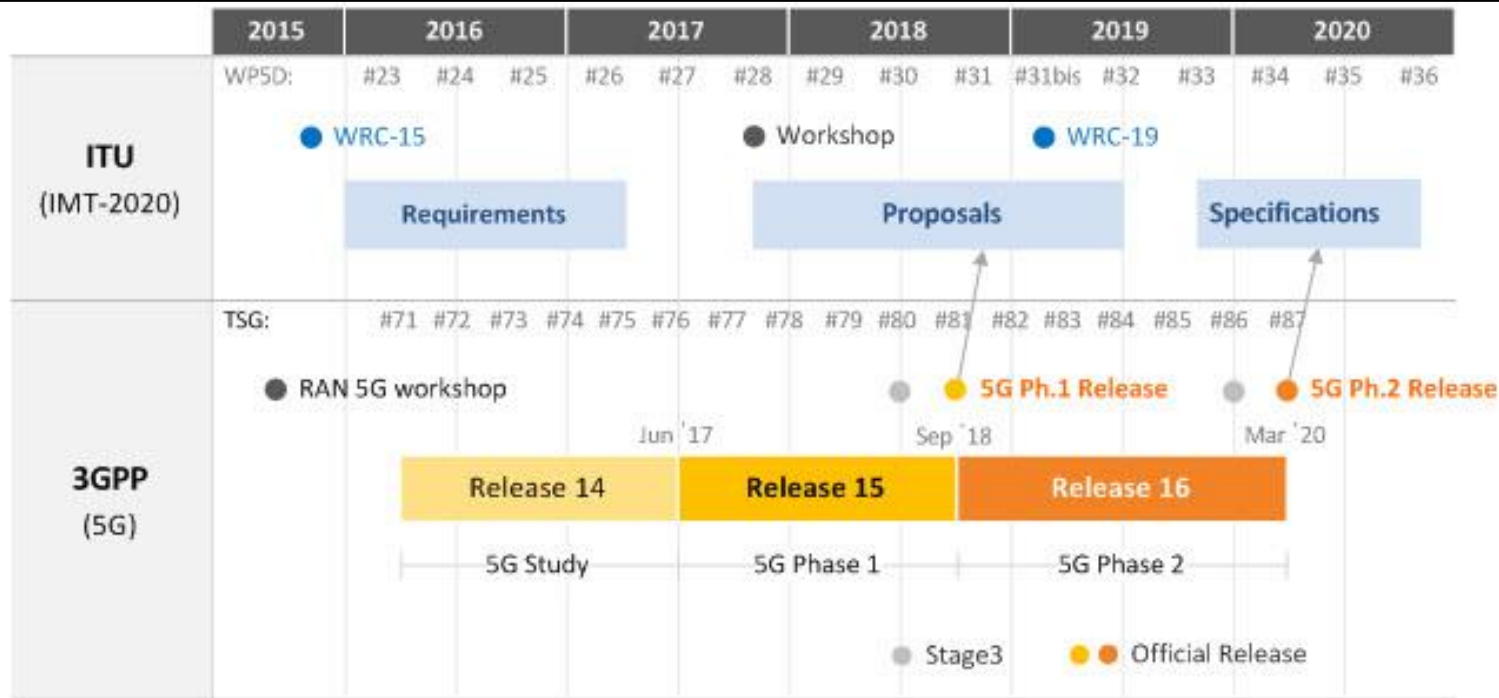 2015 2016 2017 2018 2019 2020
WP5D: #23 #24 #25 #26 #27 #28 #29 #30 #31 #31bis #32 #33 #34 #35 #36
WRC-15 Workshop WRC-19
ITU
(IMT-2020)
Requirements Proposals Specifications
TSG: #71 #72 #73 #74 #75 #76 #77 #78 #79 #80 #81 #82 #83 #84 #85 #86 #87
RAN 5G workshop 5G Ph.1 Release 5G Ph.2 Release
Jun '17 Sep '18 Mar '20
3GPP
(5G)
Release 14 Release 15 Release 16
5G Study 5G Phase 1 5G Phase 2
Stage3 Official Release